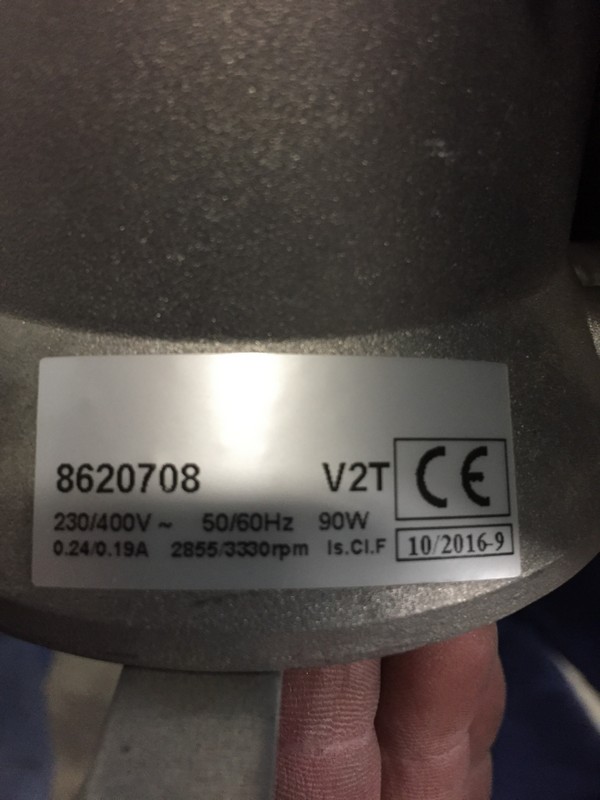 8620708 V2T CE
230/400V ~ 50/60Hz 90W
0.24/0.19A 2855/3330rpm Is.Cl.F 10/2016-9